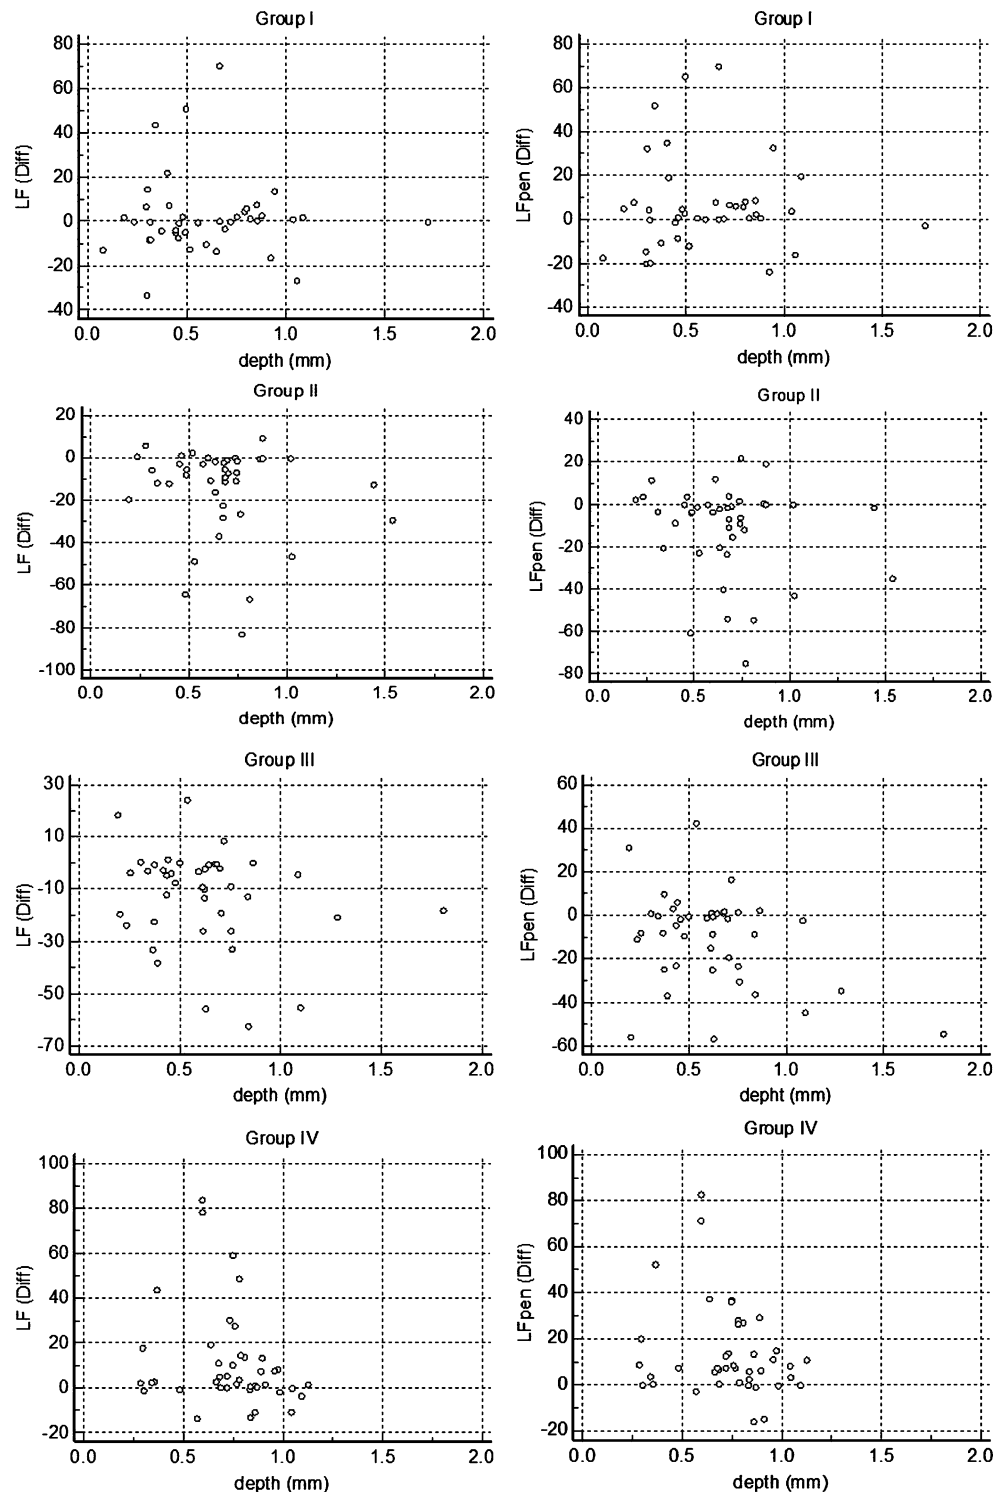 Group I
80
60
40
20
0
-20
-40
LF (Diff)
0.0 0.5 1.0 1.5 2.0
depth (mm)
Group I
80
60
40
20
0
-20
-40
LFpen (Diff)
0.0 0.5 1.0 1.5 2.0
depth (mm)
Group II
20
0
-20
-40
-60
-80
-100
LF (Diff)
0.0 0.5 1.0 1.5 2.0
depth (mm)
Group II
40
20
0
-20
-40
-60
-80
LFpen (Diff)
0.0 0.5 1.0 1.5 2.0
depth (mm)
Group III
30
10
-10
-30
-50
-70
LF (Diff)
0.0 0.5 1.0 1.5 2.0
depth (mm)
Group III
60
40
20
0
-20
-40
-60
LFpen (Diff)
0.0 0.5 1.0 1.5 2.0
depht (mm)
Group IV
100
80
60
40
20
0
-20
LF (Diff)
0.0 0.5 1.0 1.5 2.0
depth (mm)
Group IV
100
80
60
40
20
0
-20
LFpen (Diff)
0.0 0.5 1.0 1.5 2.0
depth (mm)